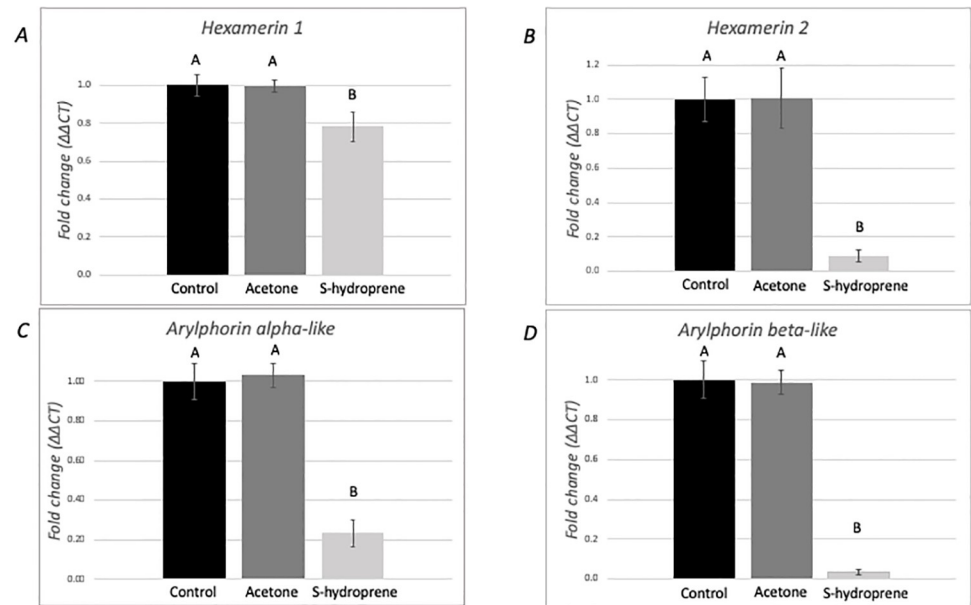 A
Hexamerin 1
Fold change (ΔΔCT)
A A B
1.0
0.8
0.6
0.4
0.2
0.0
Control Acetone S-hydroprene
B
Hexamerin 2
Fold change (ΔΔCT)
A A B
1.2
1.0
0.8
0.6
0.4
0.2
0.0
Control Acetone S-hydroprene
C
Arylphorin alpha-like
Fold change (ΔΔCT)
A A B
1.00
0.80
0.60
0.40
0.20
0.00
Control Acetone S-hydroprene
D
Arylphorin beta-like
Fold change (ΔΔCT)
A A B
1.0
0.8
0.6
0.4
0.2
0.0
Control Acetone S-hydroprene